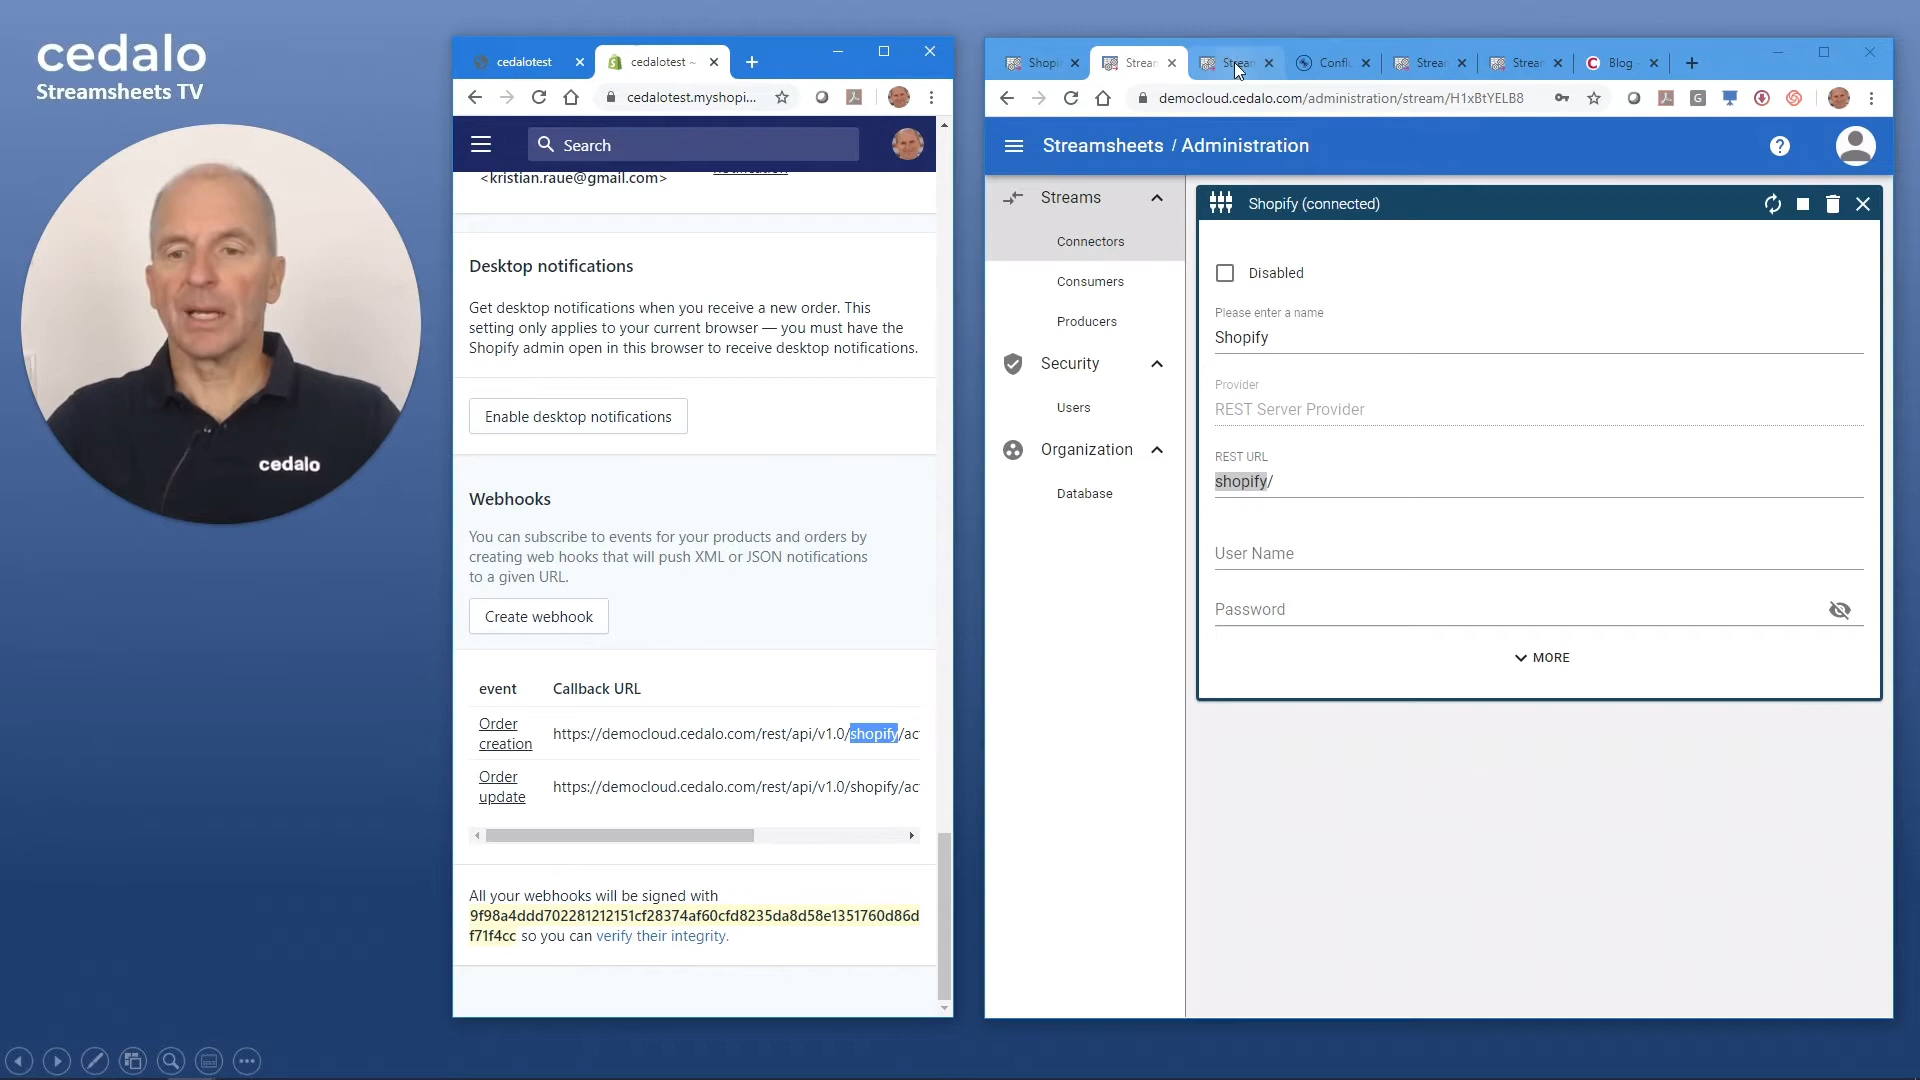 cedalo
Streamsheets TV
cedalo
cedalotest
cedalotest ~
cedalotest.myshopi...
Search
<kristian.raue@gmail.com>
notification
Desktop notifications
Get desktop notifications when you receive a new order. This
setting only applies to your current browser — you must have the
Shopify admin open in this browser to receive desktop notifications.
Enable desktop notifications
Webhooks
You can subscribe to events for your products and orders by
creating web hooks that will push XML or JSON notifications
to a given URL.
Create webhook
event Callback URL
Order
creation
https://democloud.cedalo.com/rest/api/v1.0/shopify/ac
Order
update
https://democloud.cedalo.com/rest/api/v1.0/shopify/ac
All your webhooks will be signed with
9f98a4ddd702281212151cf28374af60cfd8235da8d58e1351760d86d
f71f4cc so you can verify their integrity.
Shopi
Stream
Stream
Conflu
Stream
Stream
Blog
democloud.cedalo.com/administration/stream/H1xBtYELB8
Streamsheets / Administration
Streams
Connectors
Consumers
Producers
Security
Users
Organization
Database
Shopify (connected)
Disabled
Please enter a name
Shopify
Provider
REST Server Provider
REST URL
shopify/
User Name
Password
MORE